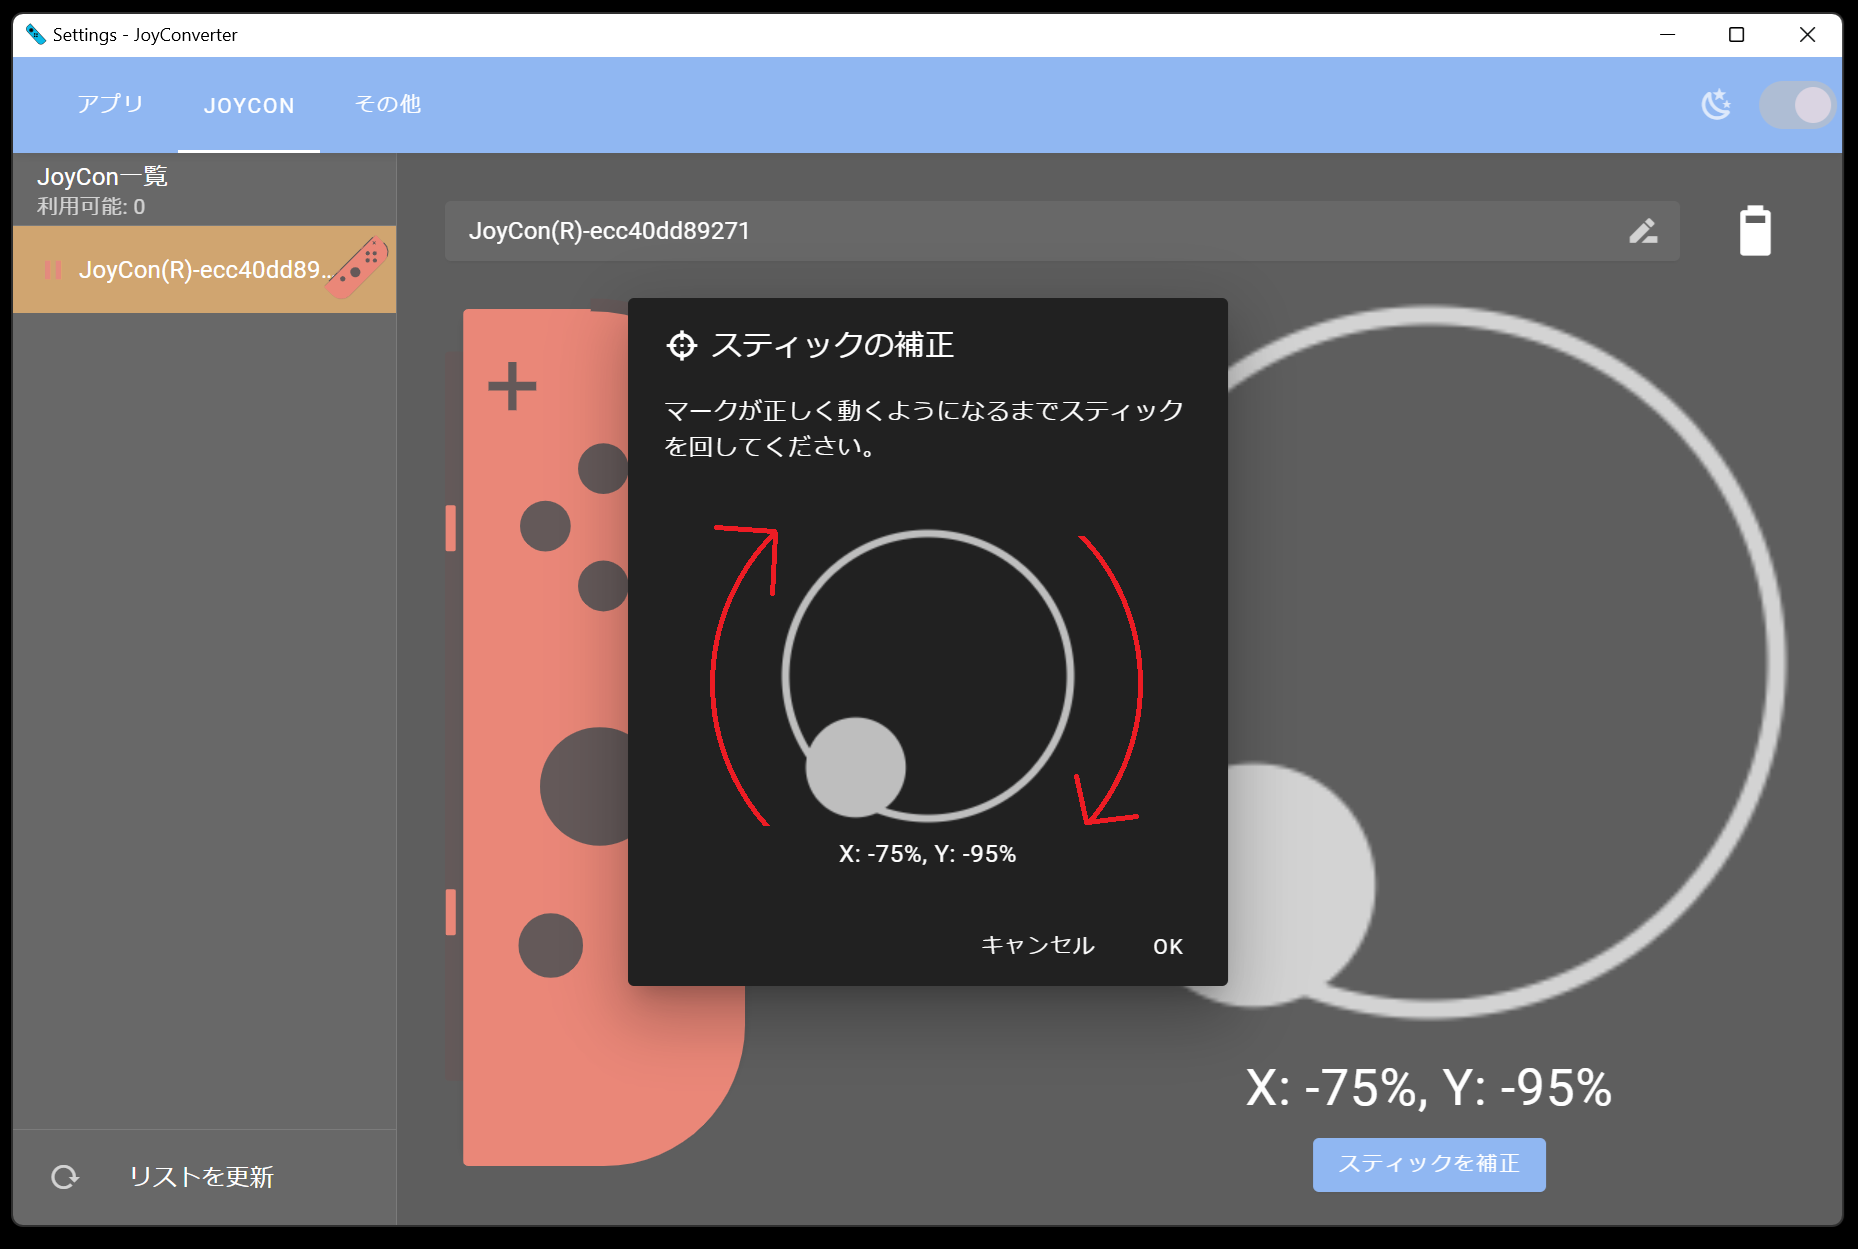 Settings - JoyConverter
アプリ
JOYCON
その他
JoyCon一覧
利用可能: 0
JoyCon(R)-ecc40dd89...
JoyCon(R)-ecc40dd89271
スティックの補正
マークが正しく動くようになるまでスティック
を回してください。
X: -75%, Y: -95%
キャンセル
OK
X: -75%, Y: -95%
スティックを補正
リストを更新